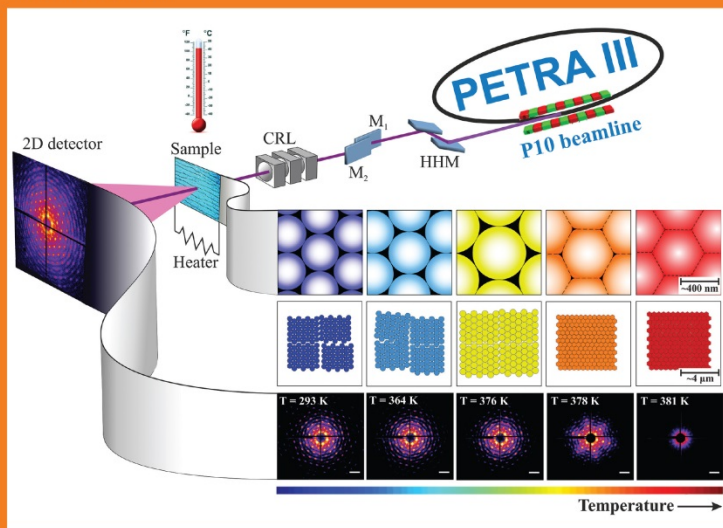 °F
°C
PETRA III
P10 beamline
HHM
M1
M2
CRL
Sample
2D detector
Heater
~400 nm
~4 µm
T = 293 K
T = 364 K
T = 376 K
T = 378 K
T = 381 K
Temperature